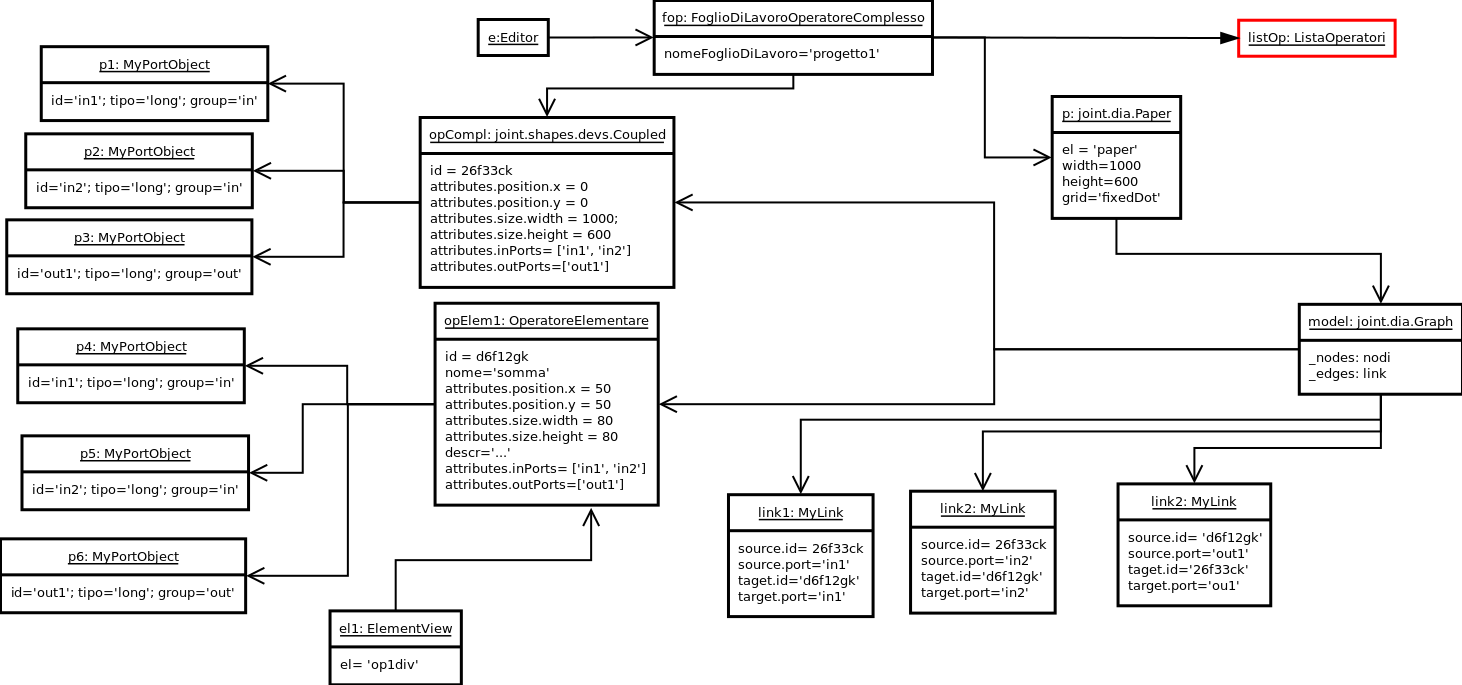 fop: FoglioDiLavoroOperatoreComplesso
nomeFoglioDiLavoro='progetto1'
e:Editor
listOp: ListaOperatori
p1: MyPortObject
id='in1'; tipo='long'; group='in'
p2: MyPortObject
id='in2'; tipo='long'; group='in'
p3: MyPortObject
id='out1'; tipo='long'; group='out'
opCompl: joint.shapes.devs.Coupled
id = 26f33ck
attributes.position.x = 0
attributes.position.y = 0
attributes.size.width = 1000;
attributes.size.height = 600
attributes.inPorts= ['in1', 'in2']
attributes.outPorts=['out1']
p: joint.dia.Paper
el = 'paper'
width=1000
height=600
grid='fixedDot'
model: joint.dia.Graph
_nodes: nodi
_edges: link
p4: MyPortObject
id='in1'; tipo='long'; group='in'
p5: MyPortObject
id='in2'; tipo='long'; group='in'
p6: MyPortObject
id='out1'; tipo='long'; group='out'
opElem1: OperatoreElementare
id = d6f12gk
nome='somma'
attributes.position.x = 50
attributes.position.y = 50
attributes.size.width = 80
attributes.size.height = 80
descr='...'
attributes.inPorts= ['in1', 'in2']
attributes.outPorts=['out1']
link1: MyLink
source.id= 26f33ck
source.port='in1'
taget.id='d6f12gk'
target.port='in1'
link2: MyLink
source.id= 26f33ck
source.port='in2'
taget.id='d6f12gk'
target.port='in2'
link2: MyLink
source.id= 'd6f12gk'
source.port='out1'
taget.id='26f33ck'
target.port='ou1'
el1: ElementView
el= 'op1div'